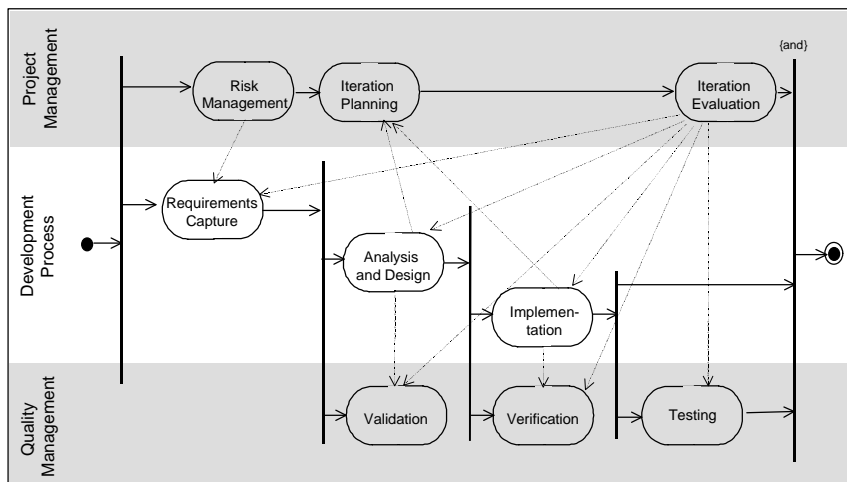 Project
Management
Risk
Management
Iteration
Planning
Iteration
Evaluation
{and}
Development
Process
Requirements
Capture
Analysis
and Design
Implemen-
tation
Quality
Management
Validation
Verification
Testing